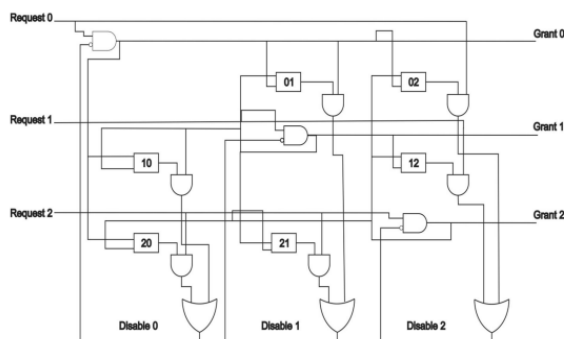 Request 0
Grant 0
01
02
Request 1
Grant 1
10
12
Request 2
Grant 2
20
21
Disable 0
Disable 1
Disable 2